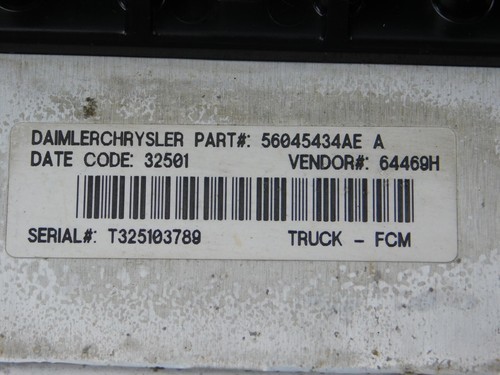 DAIMLERCHRYSLER PART#: 56045434AE A
DATE CODE: 32501 VENDOR#: 64469H
SERIAL#: T325103789 TRUCK - FCM